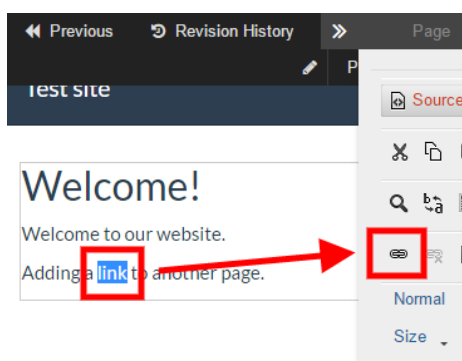 Previous Revision History Page
P
Test site
Source
Welcome!
Welcome to our website.
Adding a link to another page.
Normal
Size